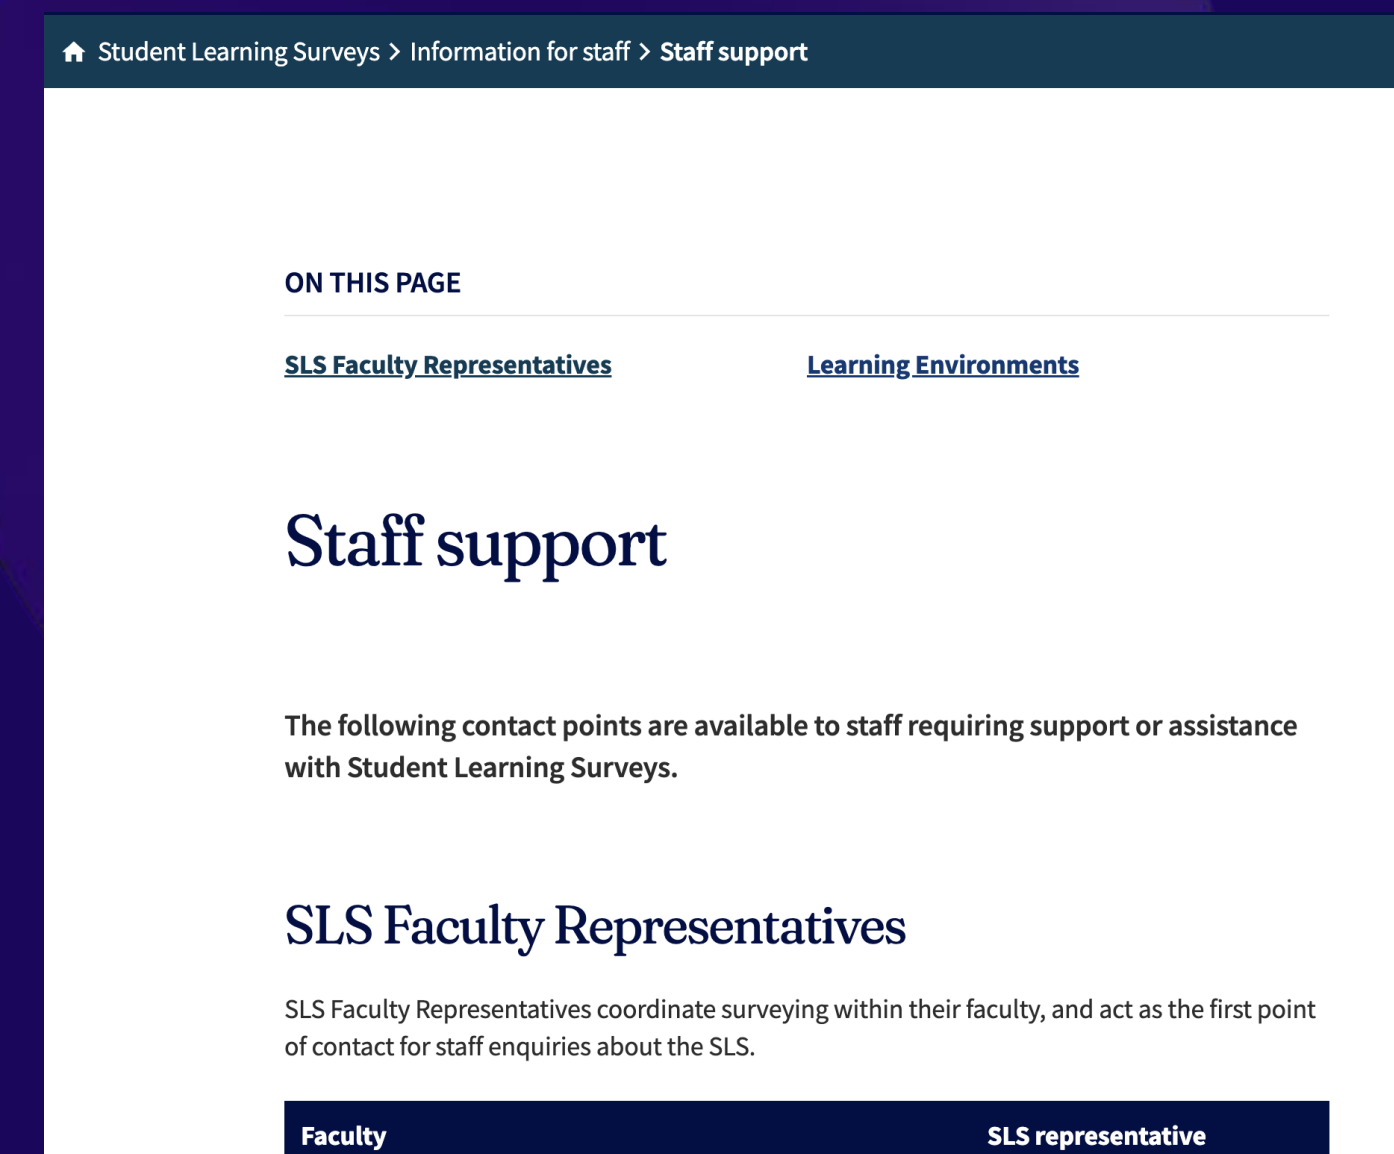 Student Learning Surveys > Information for staff > Staff support
ON THIS PAGE
SLS Faculty Representatives
Learning Environments
Staff support
The following contact points are available to staff requiring support or assistance
with Student Learning Surveys.
SLS Faculty Representatives
SLS Faculty Representatives coordinate surveying within their faculty, and act as the first point
of contact for staff enquiries about the SLS.
Faculty
SLS representative